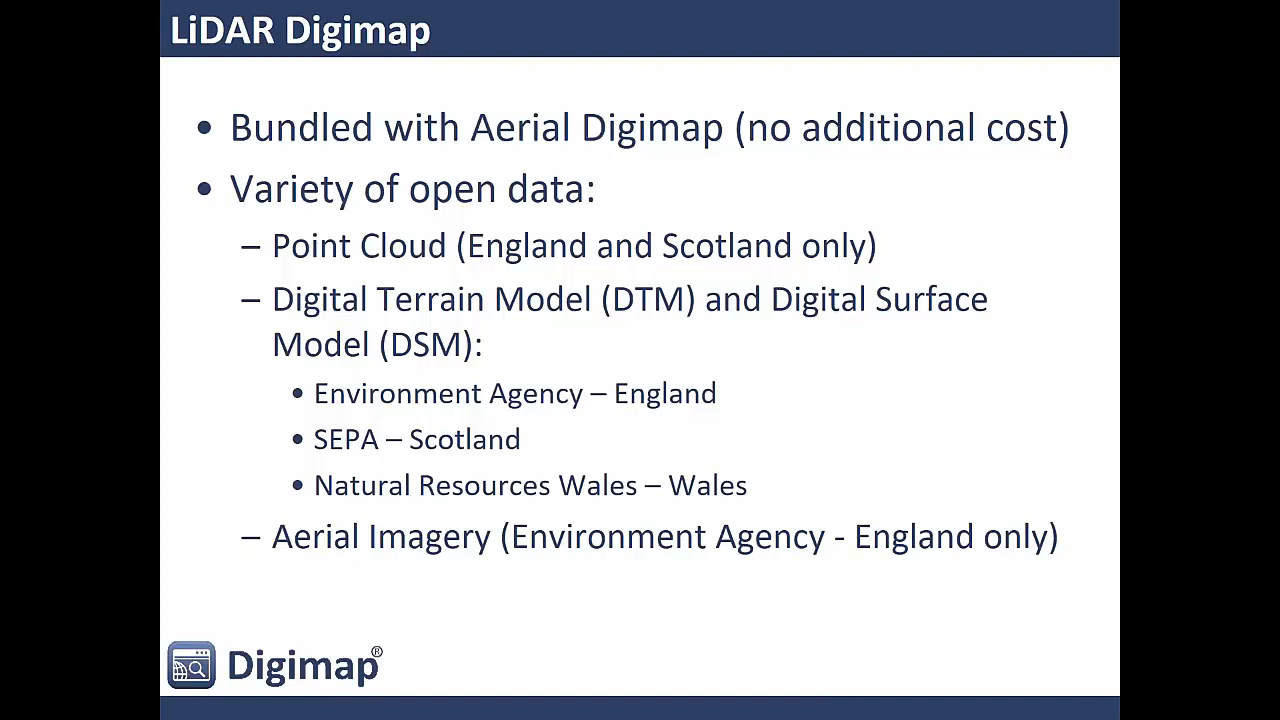 LiDAR Digimap
• Bundled with Aerial Digimap (no additional cost)
• Variety of open data:
– Point Cloud (England and Scotland only)
– Digital Terrain Model (DTM) and Digital Surface
Model (DSM):
• Environment Agency – England
• SEPA – Scotland
• Natural Resources Wales – Wales
– Aerial Imagery (Environment Agency - England only)
Digimap®